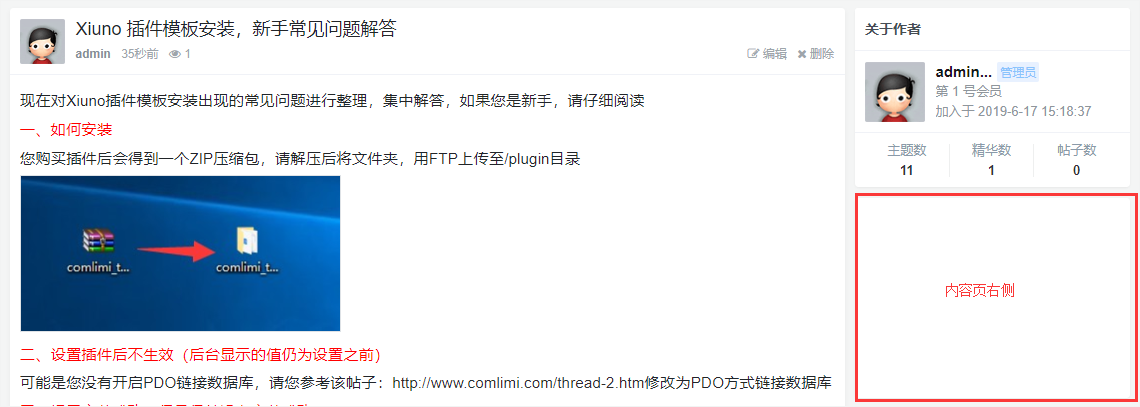 Xiuno 插件模板安装，新手常见问题解答
admin 35秒前 1
编辑 删除
现在对Xiuno插件模板安装出现的常见问题进行整理，集中解答，如果您是新手，请仔细阅读
一、如何安装
您购买插件后会得到一个ZIP压缩包，请解压后将文件夹，用FTP上传至/plugin目录
comlimi_t... comlimi_t...
二、设置插件后不生效（后台显示的值仍为设置之前）
可能是您没有开启PDO链接数据库，请您参考该帖子：http://www.comlimi.com/thread-2.htm修改为PDO方式链接数据库
关于作者
admin... 管理员
第 1 号会员
加入于 2019-6-17 15:18:37
主题数 精华数 帖子数
11 1 0
内容页右侧